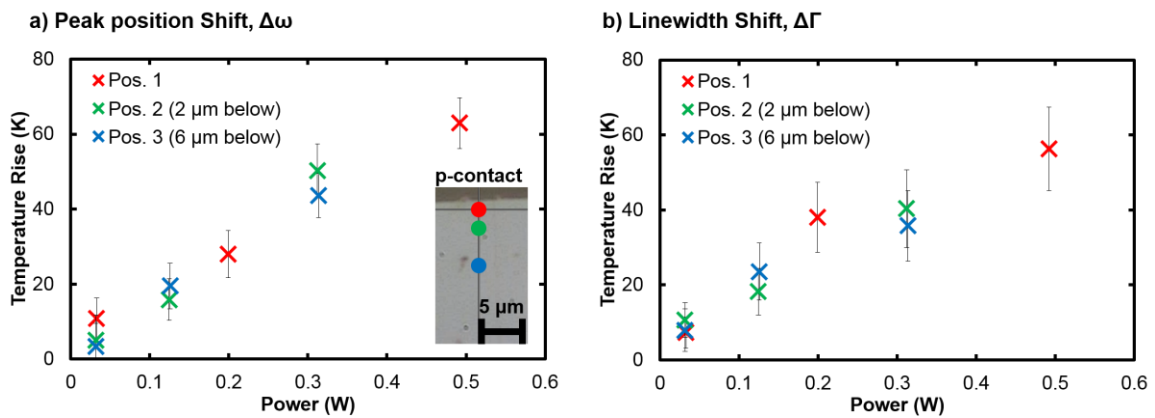 a) Peak position Shift, Δω
80
60
40
20
0
Temperature Rise (K)
Pos. 1
Pos. 2 (2 μm below)
Pos. 3 (6 μm below)
p-contact
5 μm
0 0.1 0.2 0.3 0.4 0.5 0.6
Power (W)
b) Linewidth Shift, ΔΓ
80
60
40
20
0
Temperature Rise (K)
Pos. 1
Pos. 2 (2 μm below)
Pos. 3 (6 μm below)
0 0.1 0.2 0.3 0.4 0.5 0.6
Power (W)